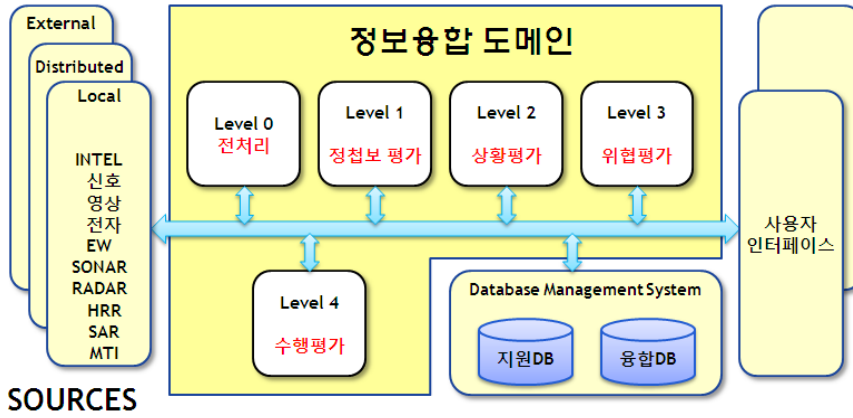 External
Distributed
Local
INTEL
신호
영상
전자
EW
SONAR
RADAR
HRR
SAR
MTI
SOURCES
정보융합 도메인
Level 0
전처리
Level 1
정첩보 평가
Level 2
상황평가
Level 3
위협평가
Level 4
수행평가
Database Management System
지원DB
융합DB
사용자
인터페이스